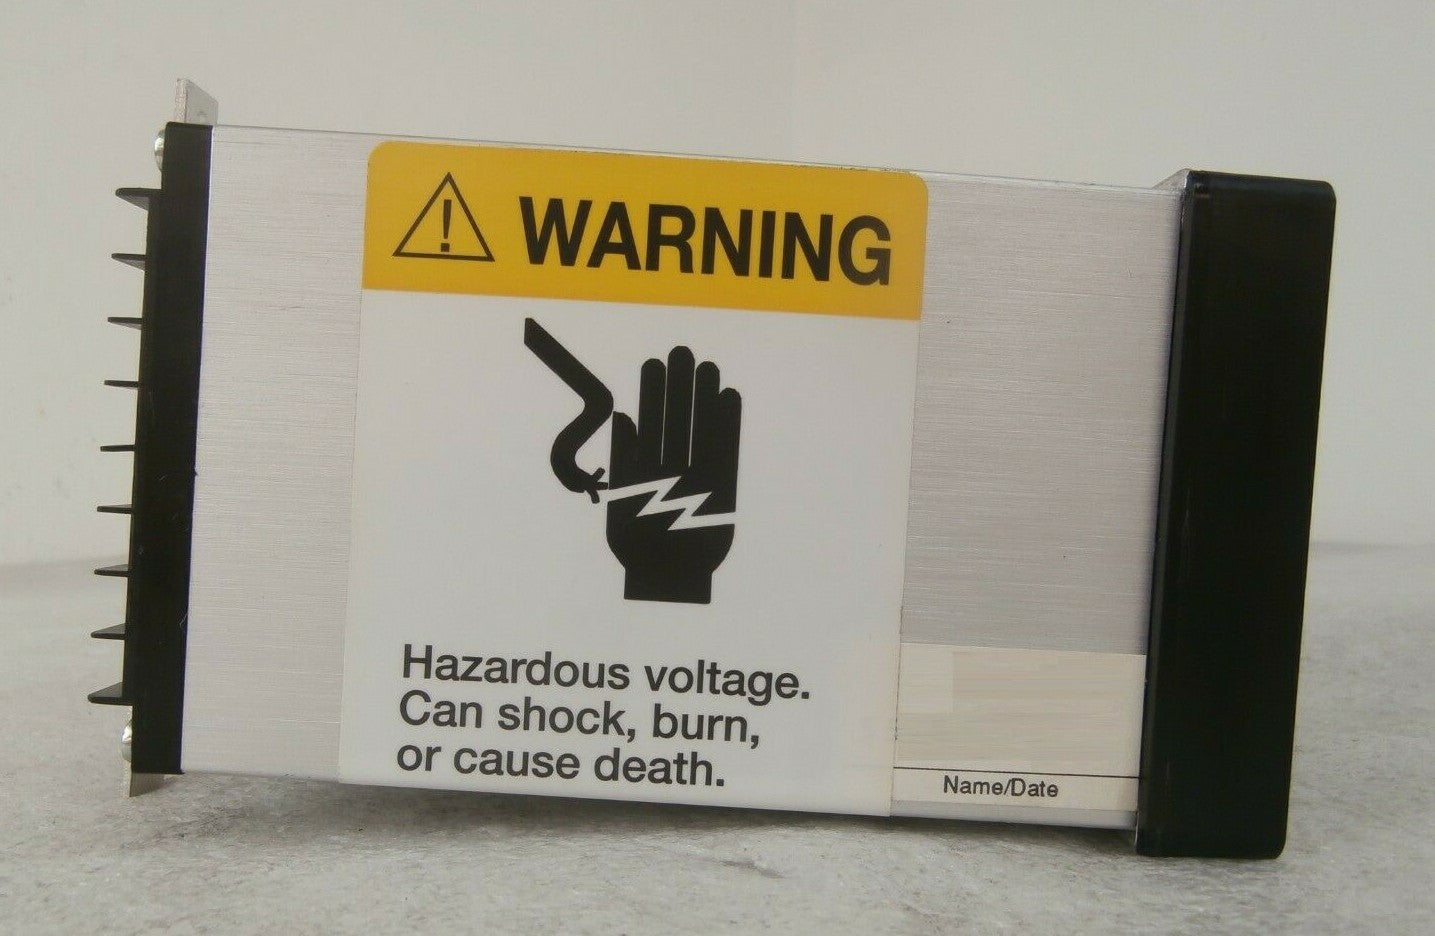 WARNING
Hazardous voltage.
Can shock, burn,
or cause death.
Name/Date